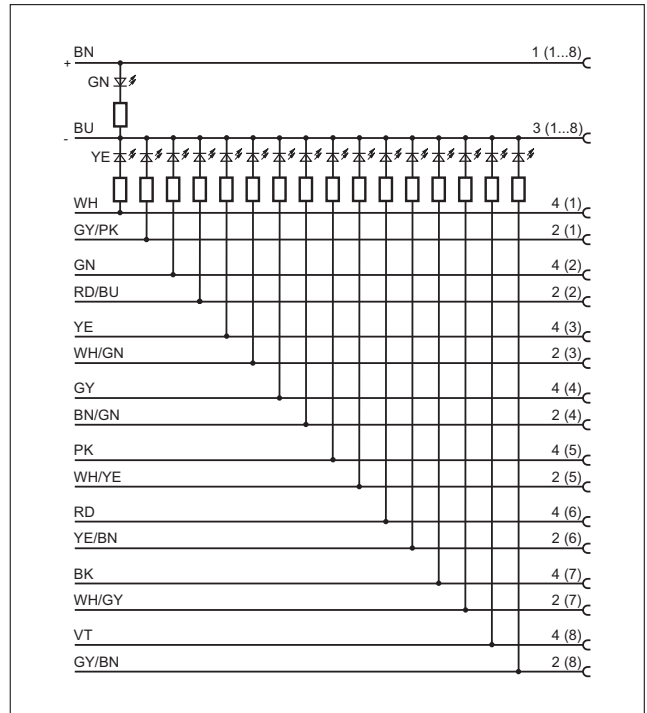 BN 1 (1...8)
+
GN
BU 3 (1...8)
-
YE
WH 4 (1)
GY/PK 2 (1)
GN 4 (2)
RD/BU 2 (2)
YE 4 (3)
WH/GN 2 (3)
GY 4 (4)
BN/GN 2 (4)
PK 4 (5)
WH/YE 2 (5)
RD 4 (6)
YE/BN 2 (6)
BK 4 (7)
WH/GY 2 (7)
VT 4 (8)
GY/BN 2 (8)